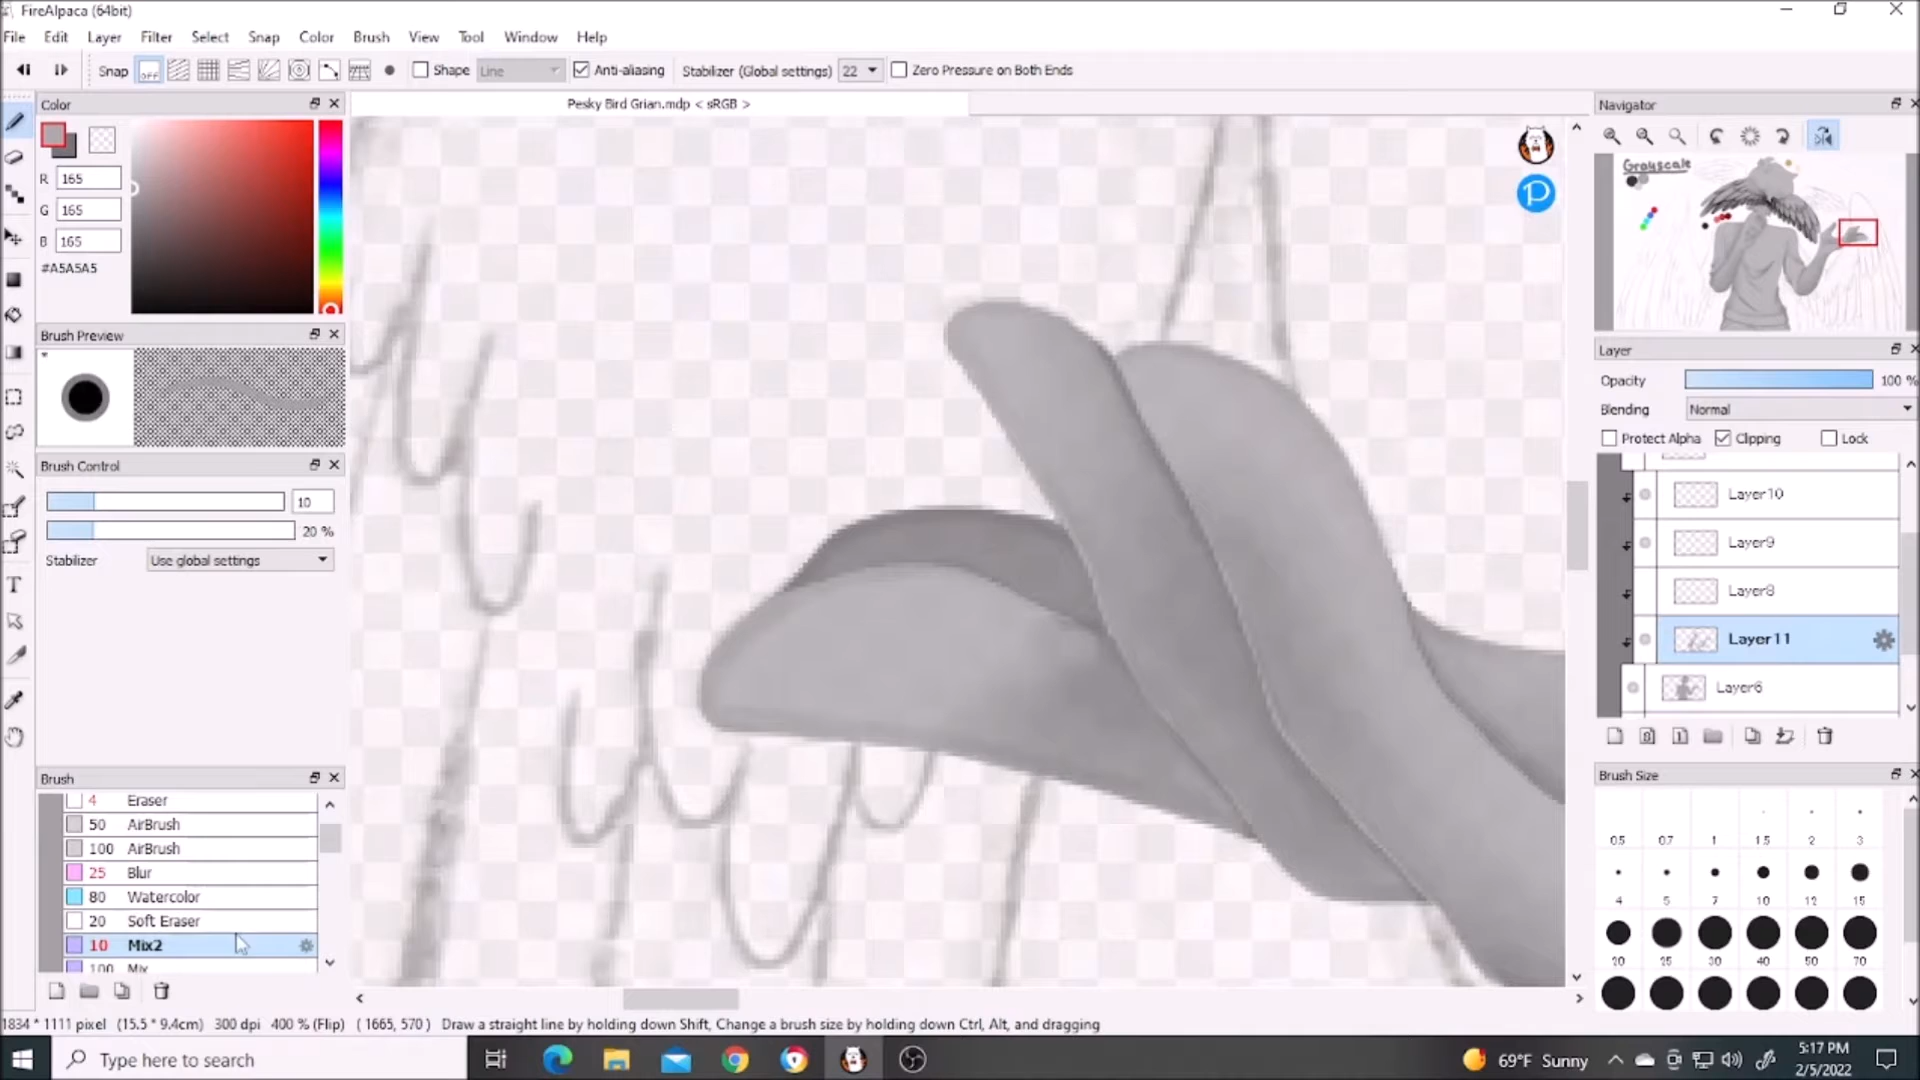 FireAlpaca (64bit)
File Edit Layer Filter Select Snap Color Brush View Tool Window Help
Snap OFF Shape Line Anti-aliasing Stabilizer (Global settings) 22 Zero Pressure on Both Ends
Color
Pesky Bird Grian.mdp < sRGB >
Navigator
R 165
G 165
B 165
#A5A5A5
Grayscale
Brush Preview
Layer
Opacity 100 %
Blending Normal
Protect Alpha Clipping Lock
Brush Control
10
20 %
Stabilizer Use global settings
Layer10
Layer9
Layer8
Layer11
Layer6
Brush
4 Eraser
50 AirBrush
100 AirBrush
25 Blur
80 Watercolor
20 Soft Eraser
10 Mix2
100 Mix
Brush Size
0.5 0.7 1 1.5 2 3
4 5 7 10 12 15
20 25 30 40 50 70
1834 * 1111 pixel (15.5 * 9.4cm) 300 dpi 400 % (Flip) ( 1665, 570 ) Draw a straight line by holding down Shift, Change a brush size by holding down Ctrl, Alt, and dragging
Type here to search
69°F Sunny
5:17 PM
2/5/2022